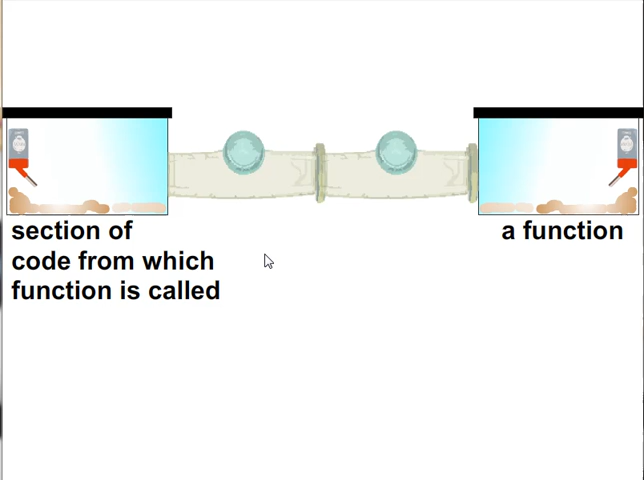 section of
code from which
function is called
a function